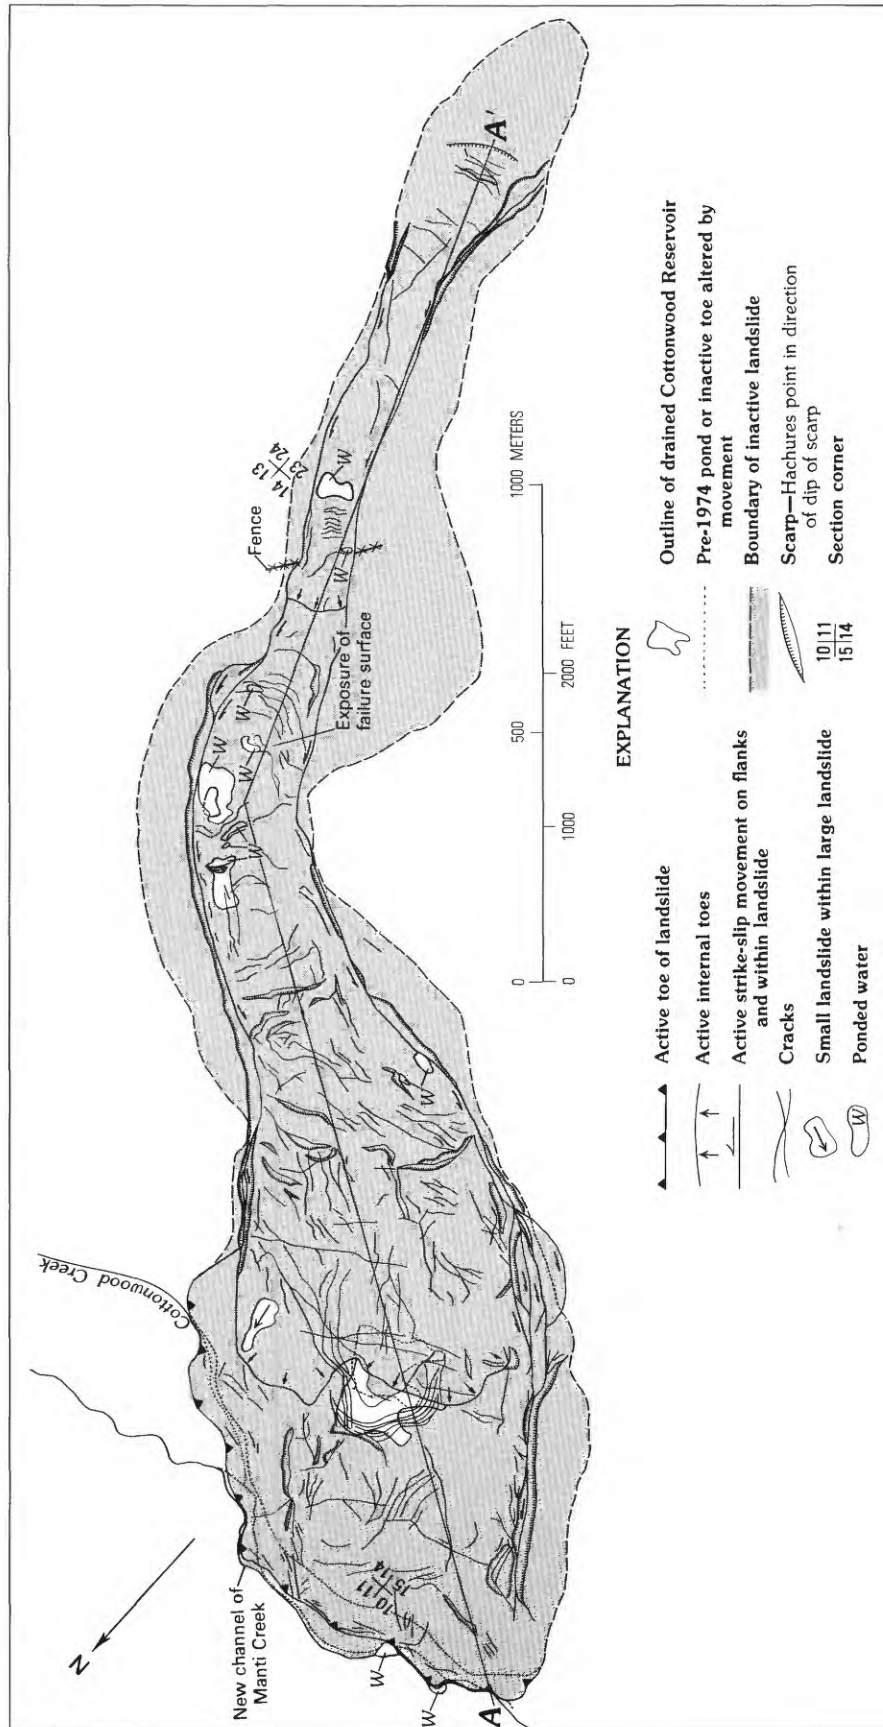 N
Cottonwood Creek
New channel of
Manti Creek
W
W
A
10 11
15 14
W
W
W
W
W
Exposure of
failure surface
Fence
W
W
14 13
23 24
A'
1000 METERS
500
0
2000 FEET
1000
0
EXPLANATION
Active toe of landslide
Active internal toes
Active strike-slip movement on flanks
and within landslide
Cracks
Small landslide within large landslide
W
Ponded water
Outline of drained Cottonwood Reservoir
Pre-1974 pond or inactive toe altered by
movement
Boundary of inactive landslide
Scarp—Hachures point in direction
of dip of scarp
10 11
15 14
Section corner